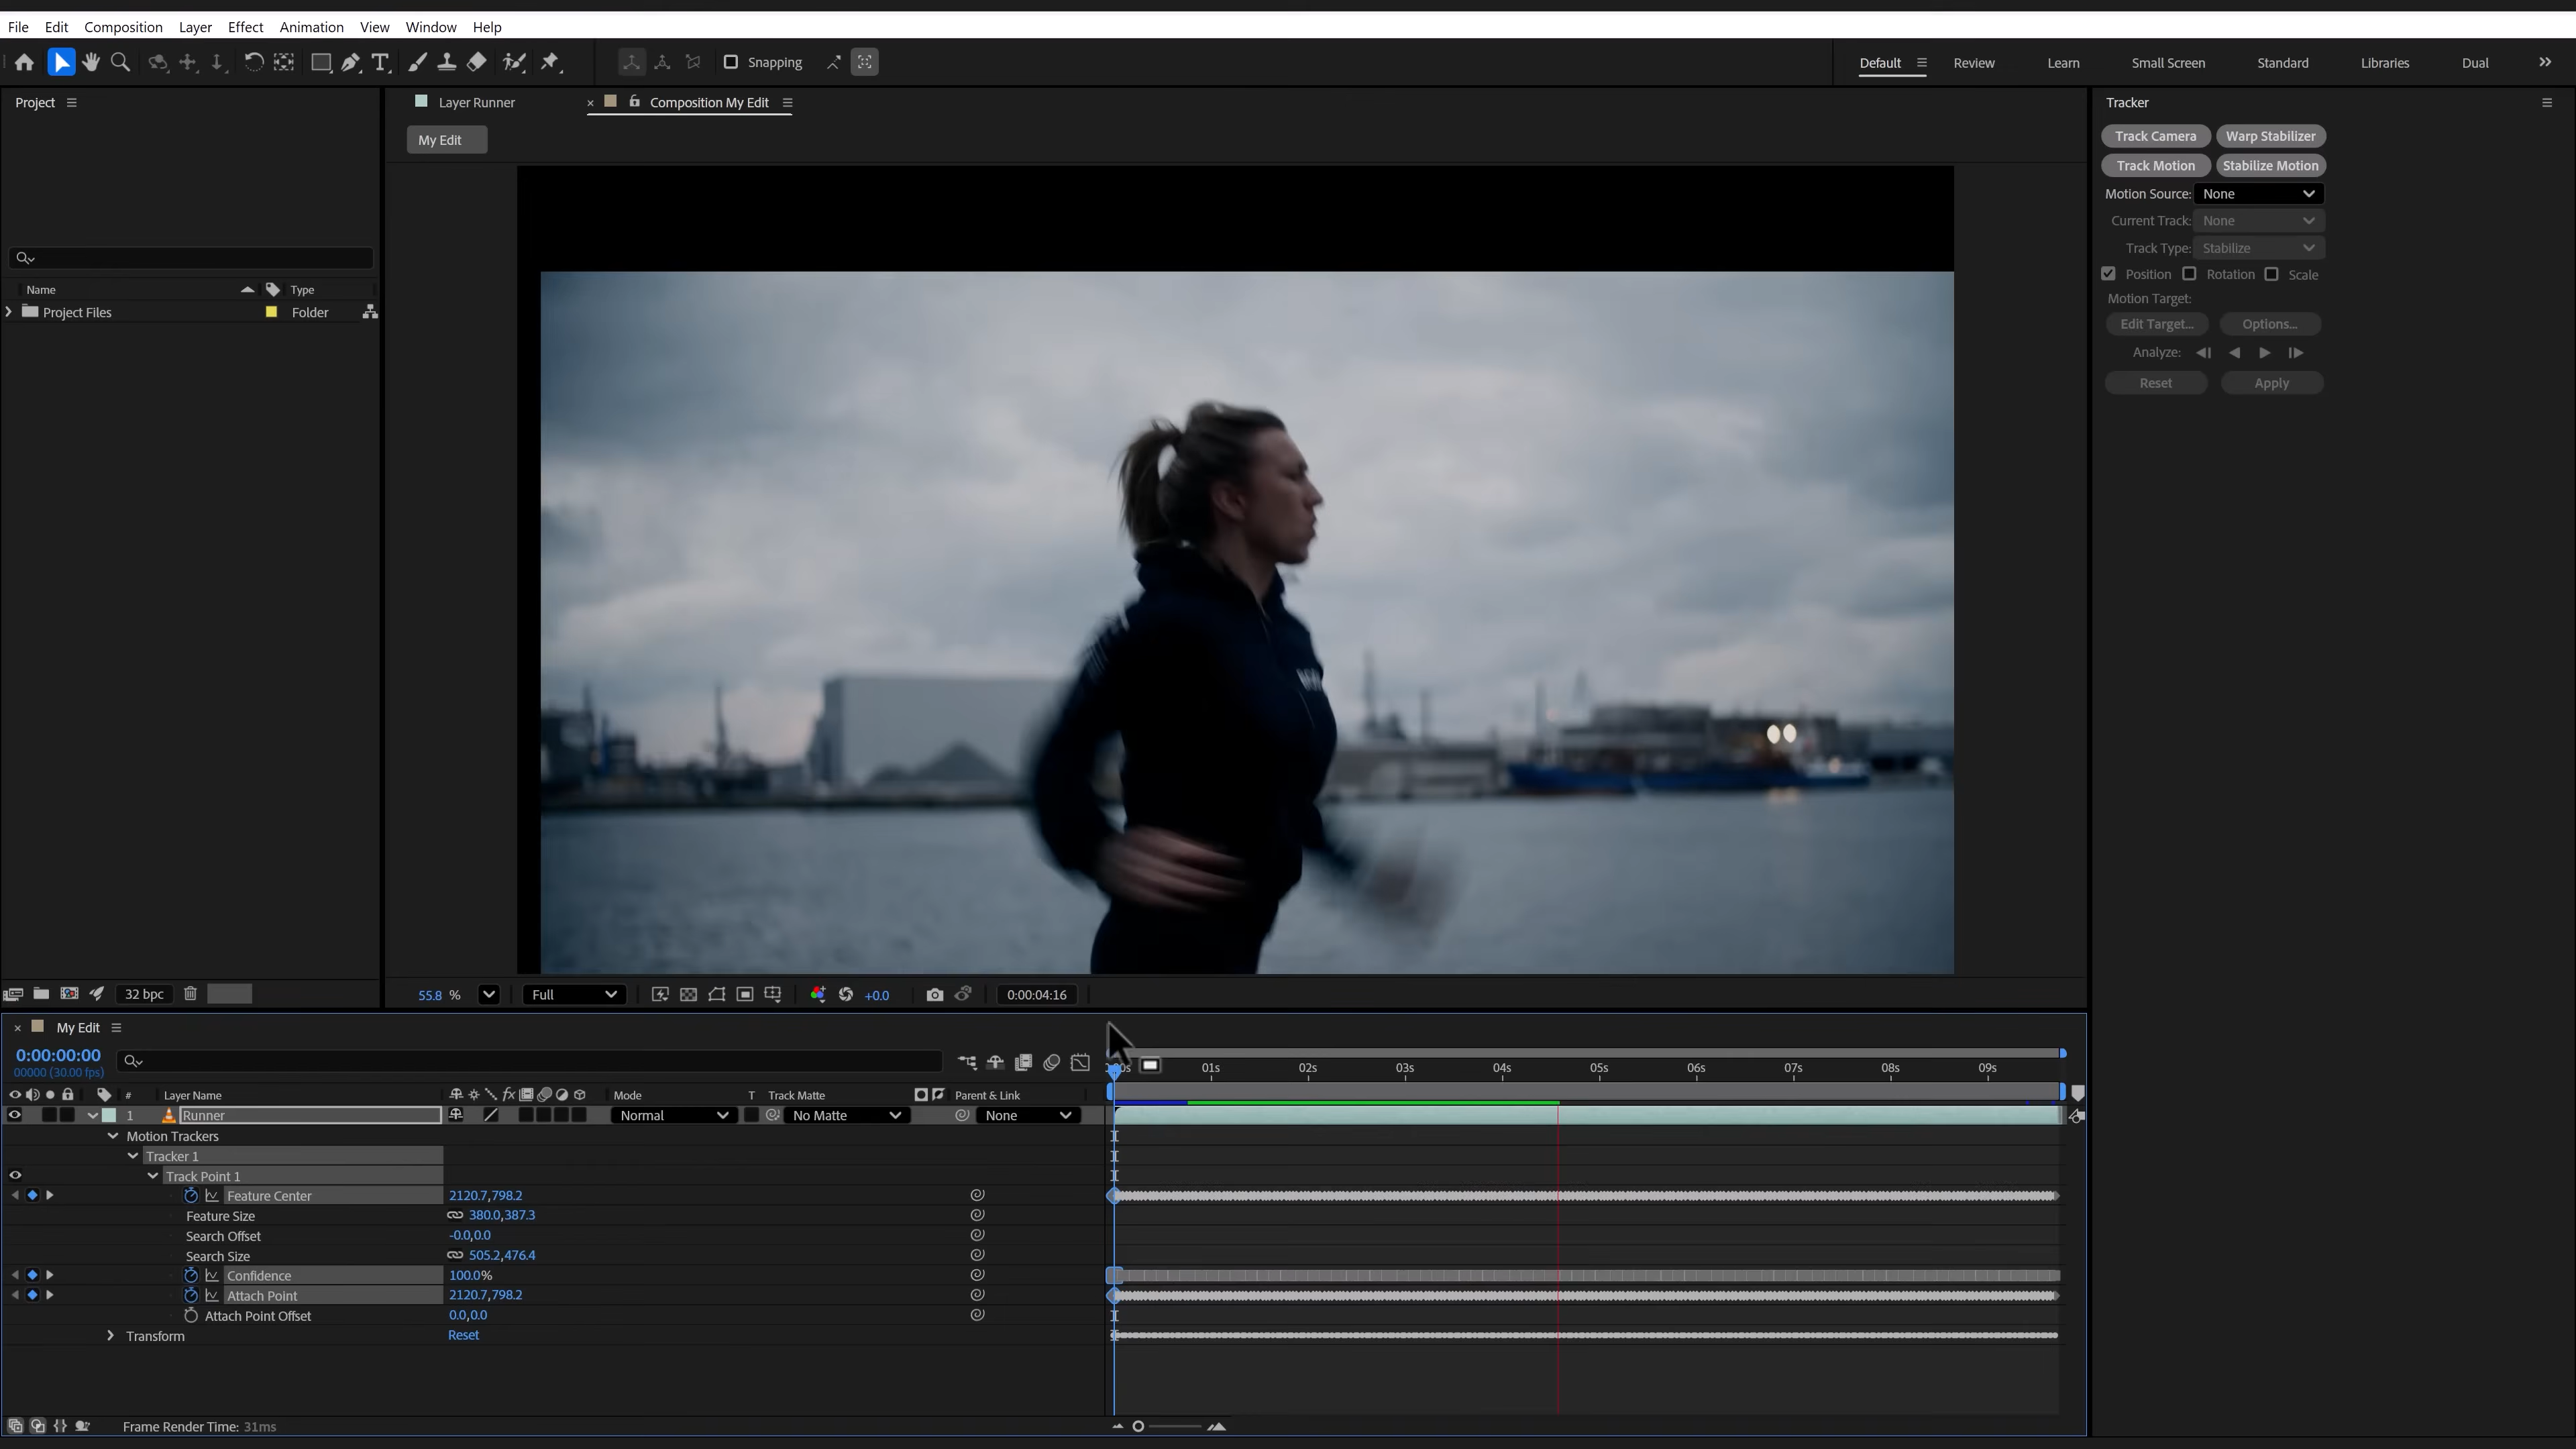 File Edit Composition Layer Effect Animation View Window Help
Snapping
Default Review Learn Small Screen Standard Libraries Dual
Project
Layer Runner
Composition My Edit
Tracker
My Edit
Track Camera Warp Stabilizer
Track Motion Stabilize Motion
Motion Source: None
Current Track: None
Track Type: Stabilize
Position Rotation Scale
Motion Target:
Edit Target... Options...
Analyze:
Reset Apply
Name Type
Project Files Folder
32 bpc
55.8 % Full +0.0 0:00:04:16
My Edit
0:00:00:00
00000 (30.00 fps)
01s 02s 03s 04s 05s 06s 07s 08s 09s
# Layer Name Mode T Track Matte Parent & Link
1 Runner Normal No Matte None
Motion Trackers
Tracker 1
Track Point 1
Feature Center 2120.7,798.2
Feature Size 380.0,387.3
Search Offset -0.0,0.0
Search Size 505.2,476.4
Confidence 100.0%
Attach Point 2120.7,798.2
Attach Point Offset 0.0,0.0
Transform Reset
Frame Render Time: 31ms